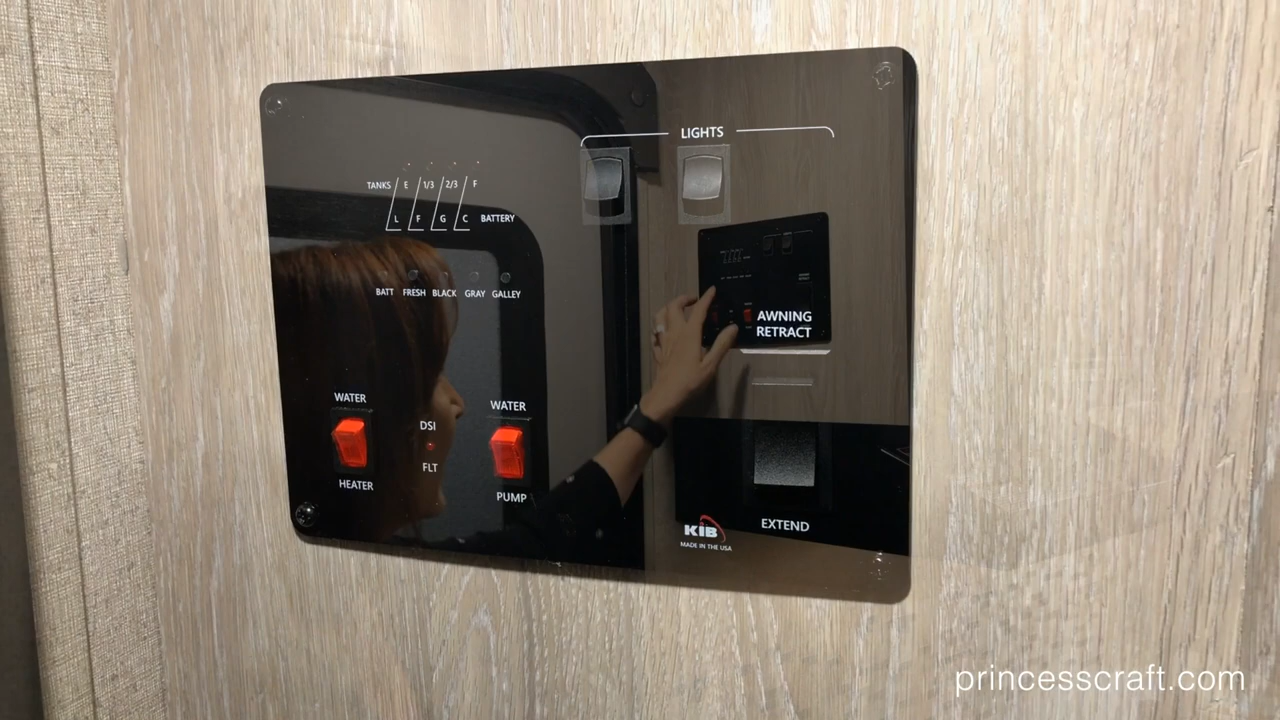 LIGHTS
TANKS E 1/3 2/3 F
L F G C BATTERY
BATT FRESH BLACK GRAY GALLEY
AWNING
RETRACT
WATER
HEATER
DSI
FLT
WATER
PUMP
EXTEND
KIB
MADE IN THE USA
princesscraft.com